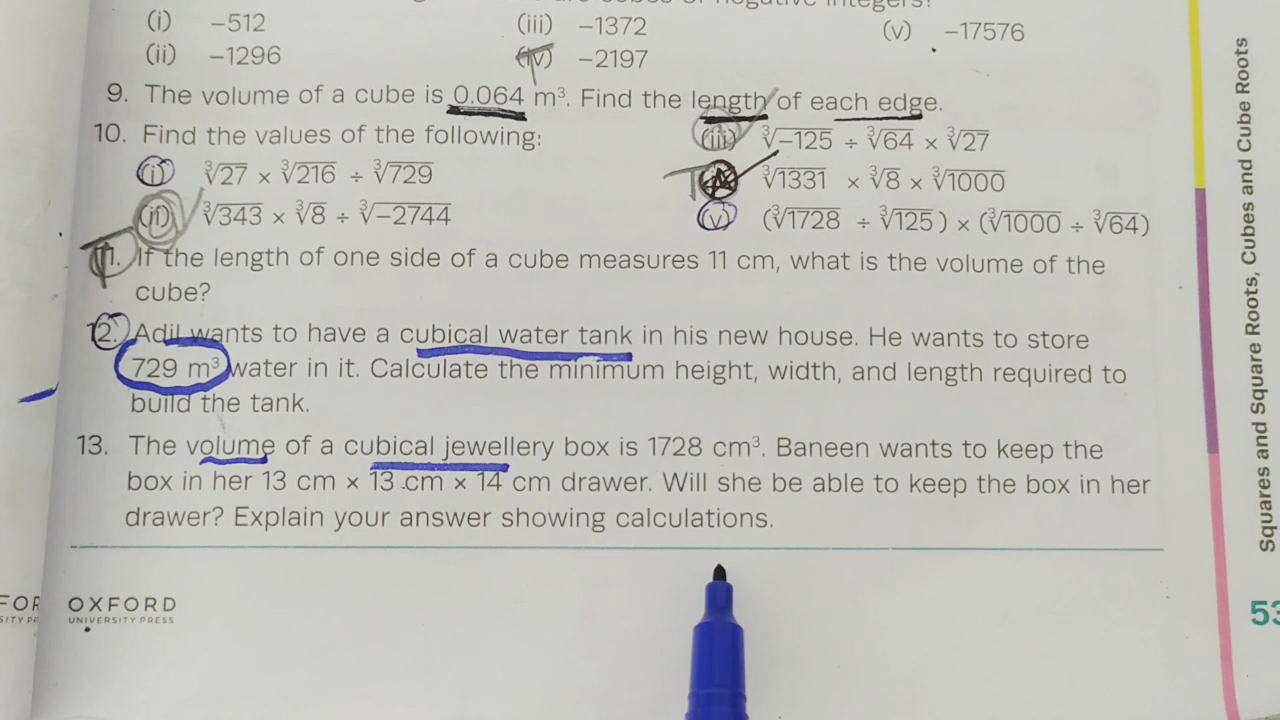 (i) −512 (iii) −1372 (v) −17576
(ii) −1296 (iv) −2197
9. The volume of a cube is 0.064 m³. Find the length of each edge.
10. Find the values of the following:
(i) ∛27 × ∛216 ÷ ∛729
(ii) ∛343 × ∛8 ÷ ∛−2744
(iii) ∛−125 ÷ ∛64 × ∛27
∛1331 × ∛8 × ∛1000
(v) (∛1728 ÷ ∛125) × (∛1000 ÷ ∛64)
11. If the length of one side of a cube measures 11 cm, what is the volume of the
cube?
12. Adil wants to have a cubical water tank in his new house. He wants to store
729 m³ water in it. Calculate the minimum height, width, and length required to
build the tank.
13. The volume of a cubical jewellery box is 1728 cm³. Baneen wants to keep the
box in her 13 cm × 13 cm × 14 cm drawer. Will she be able to keep the box in her
drawer? Explain your answer showing calculations.
OXFORD
UNIVERSITY PRESS
Squares and Square Roots, Cubes and Cube Roots
53